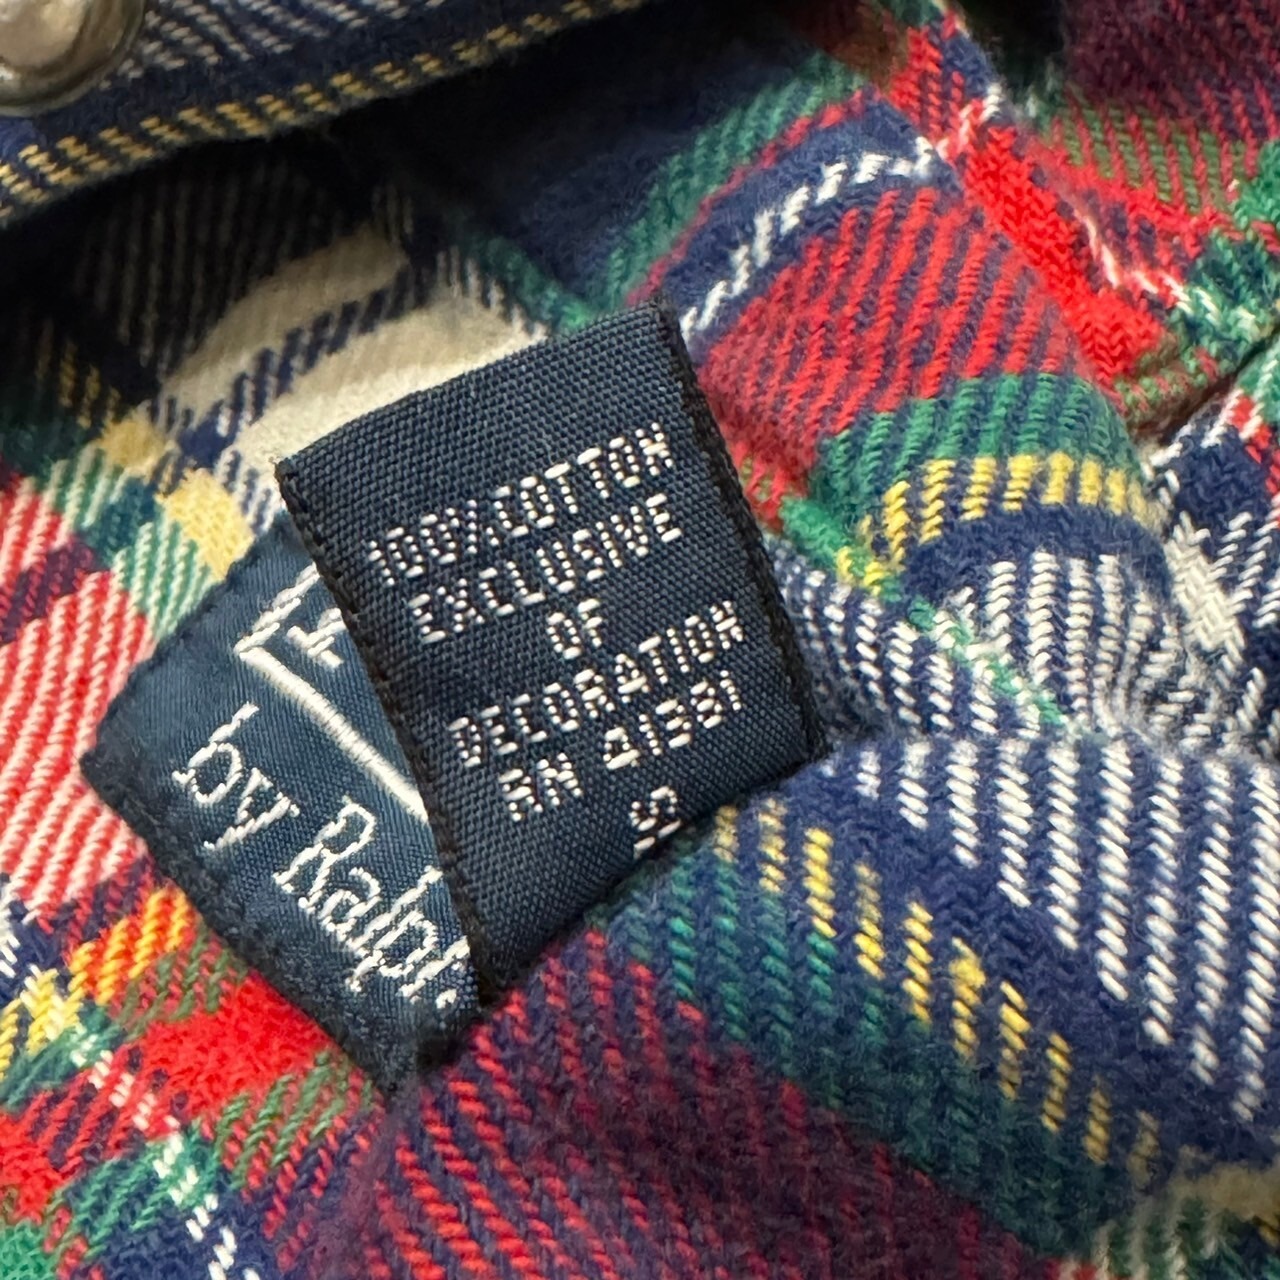 100% COTTON
EXCLUSIVE
OF
DECORATION
RN 41381
S
by Ralph